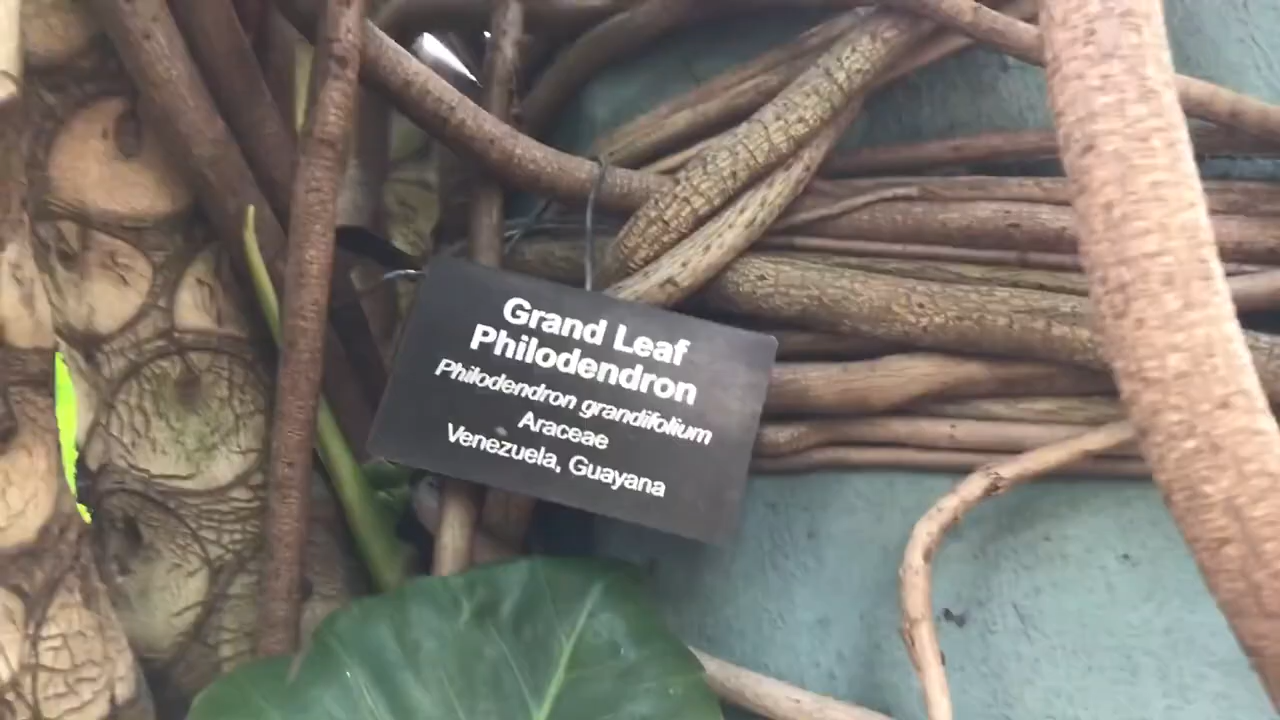 Grand Leaf
Philodendron
Philodendron grandifolium
Araceae
Venezuela, Guayana